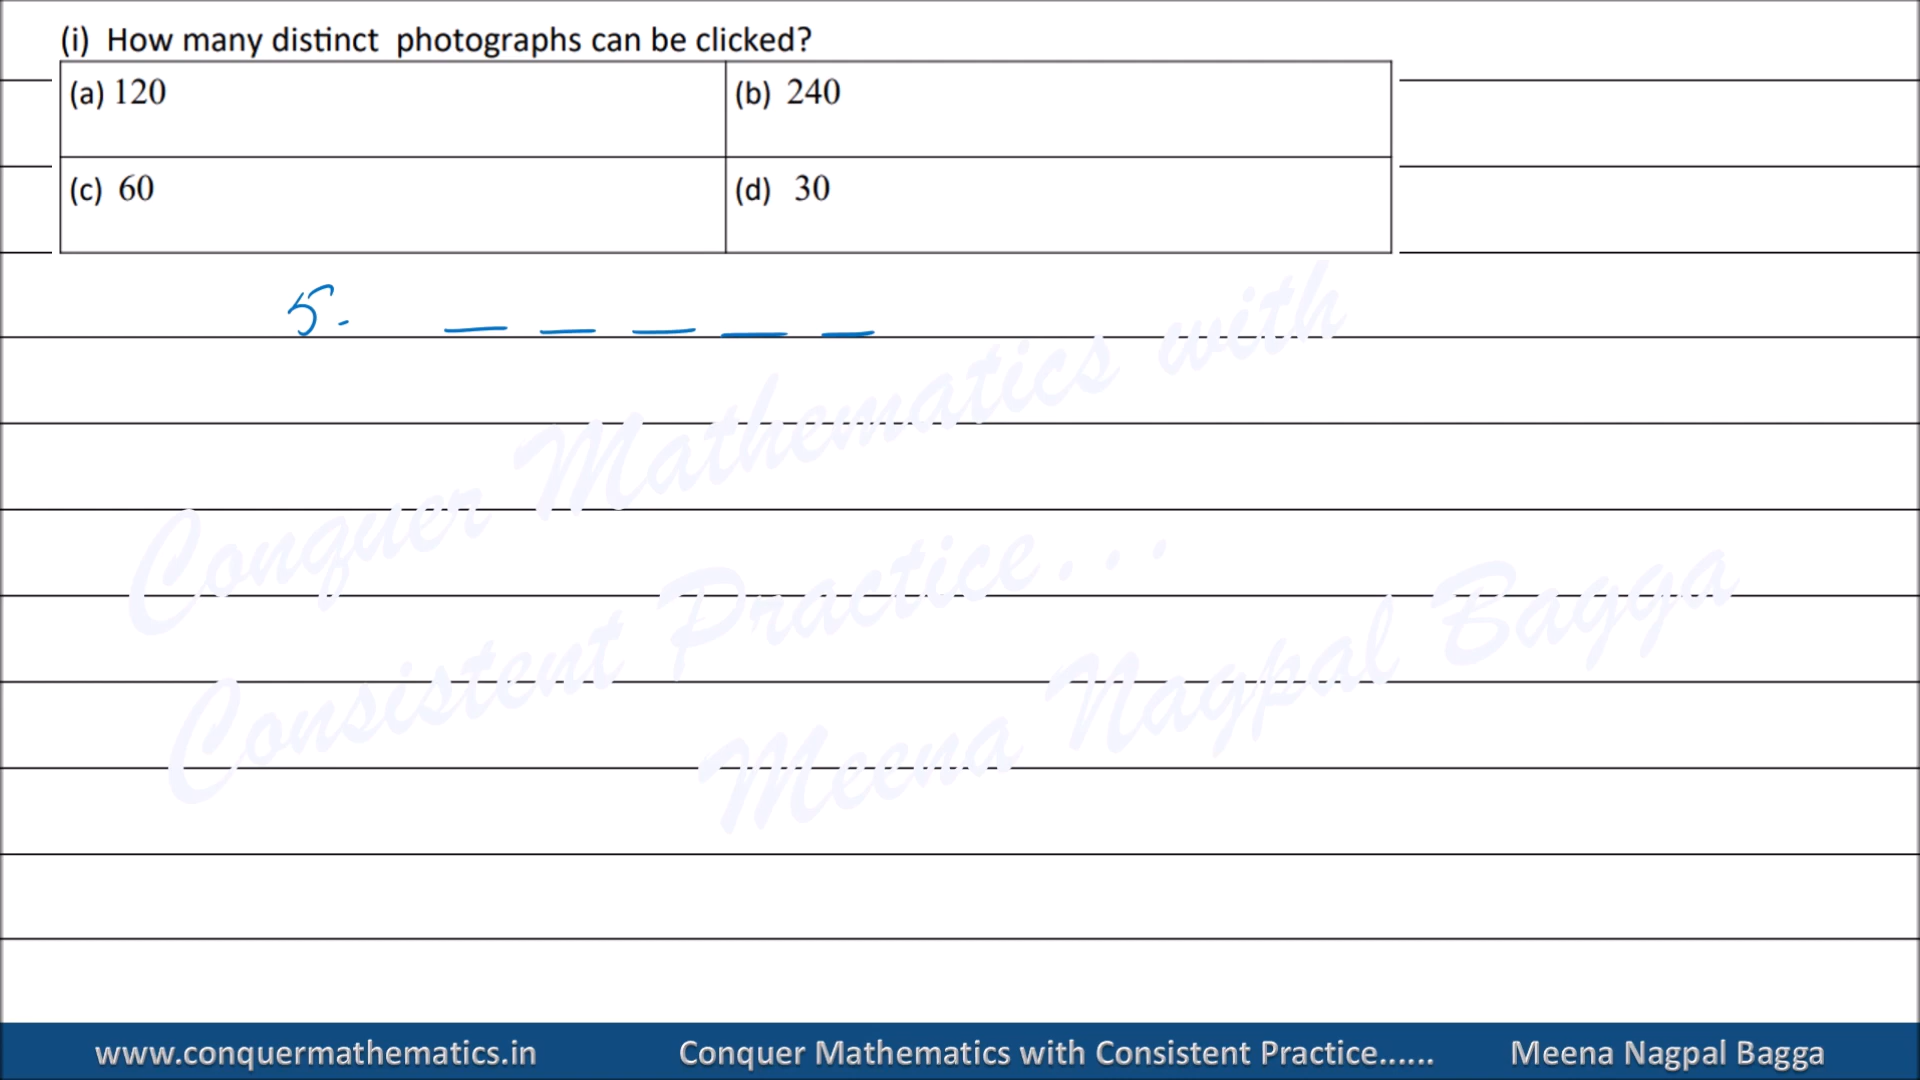 (i) How many distinct photographs can be clicked?
(a) 120 (b) 240
(c) 60 (d) 30
5.
Conquer Mathematics with
Consistent Practice...
Meena Nagpal Bagga
www.conquermathematics.in Conquer Mathematics with Consistent Practice...... Meena Nagpal Bagga